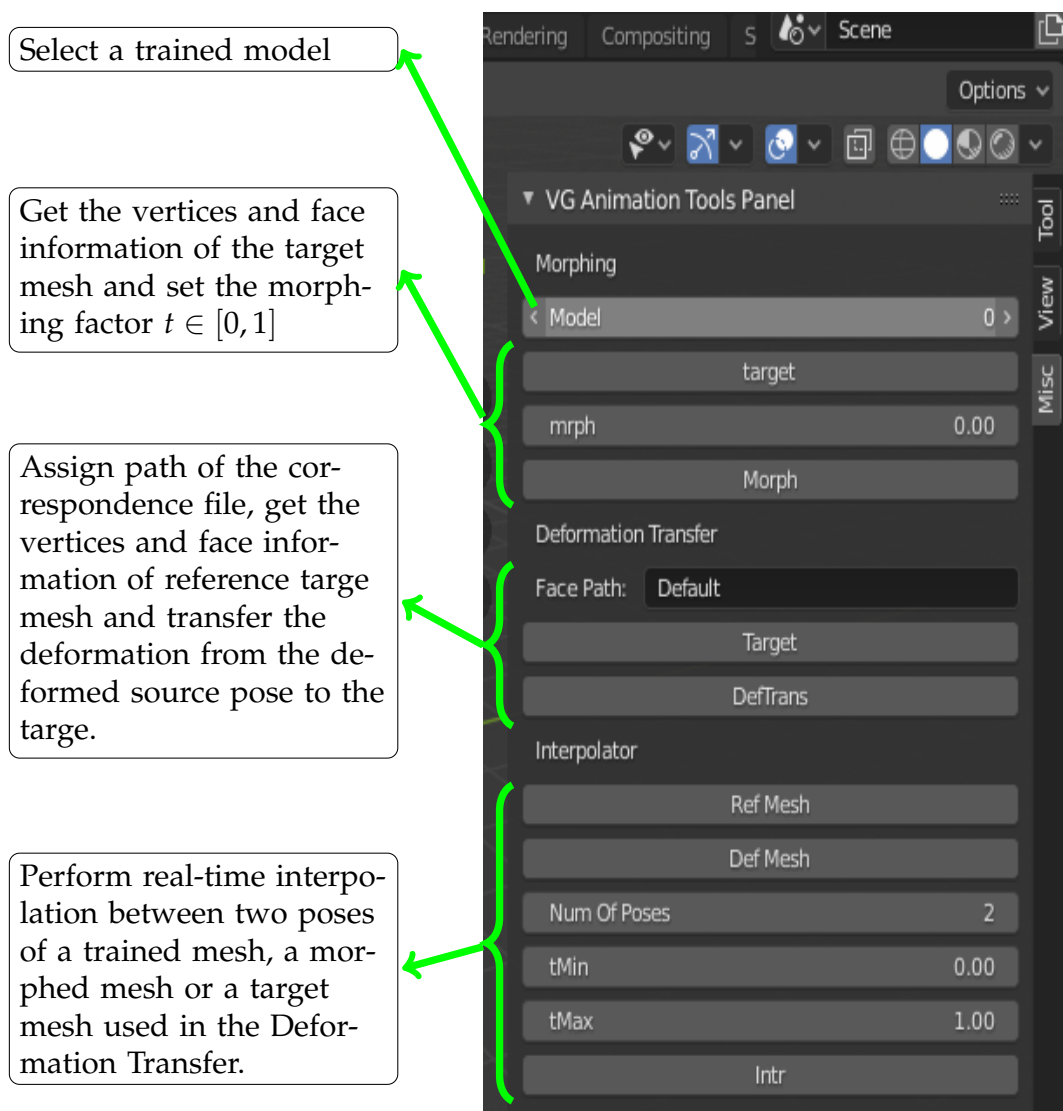 Select a trained model
Get the vertices and face
information of the target
mesh and set the morph-
ing factor t ∈ [0, 1]
Assign path of the cor-
respondence file, get the
vertices and face infor-
mation of reference targe
mesh and transfer the
deformation from the de-
formed source pose to the
targe.
Perform real-time interpo-
lation between two poses
of a trained mesh, a mor-
phed mesh or a target
mesh used in the Defor-
mation Transfer.
Rendering Compositing S Scene
Options
VG Animation Tools Panel
Morphing
Model 0
target
mrph 0.00
Morph
Deformation Transfer
Face Path: Default
Target
DefTrans
Interpolator
Ref Mesh
Def Mesh
Num Of Poses 2
tMin 0.00
tMax 1.00
Intr
Tool
View
Misc